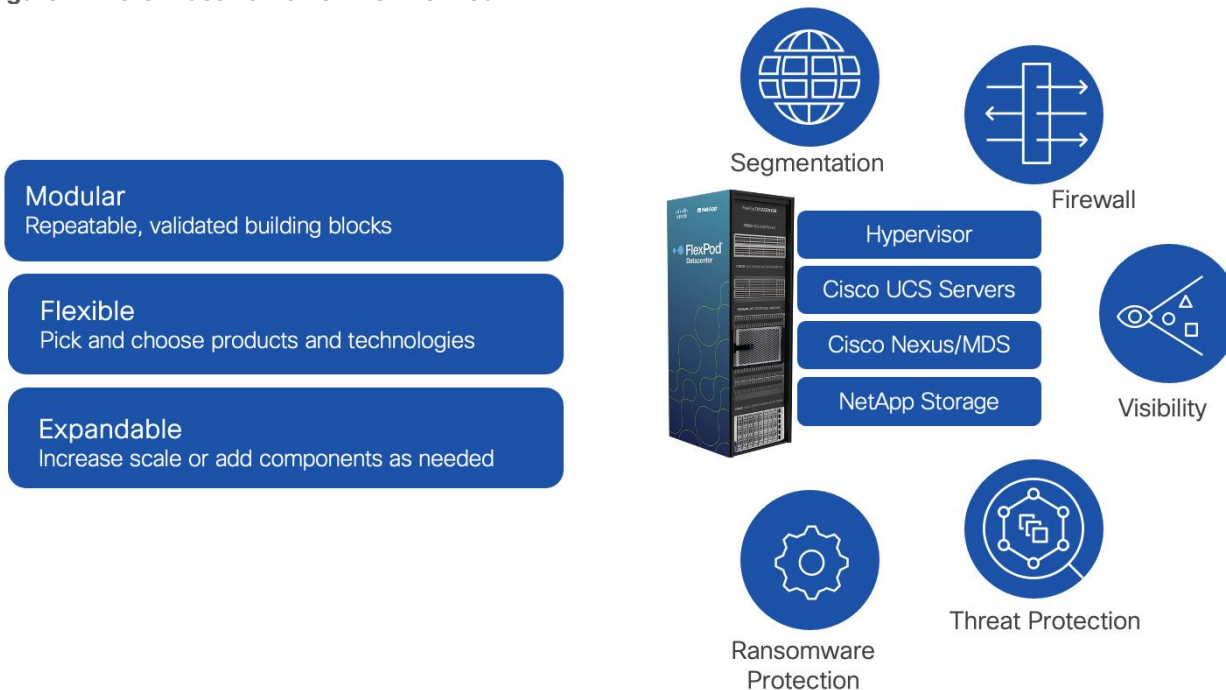 Modular
Repeatable, validated building blocks
Flexible
Pick and choose products and technologies
Expandable
Increase scale or add components as needed
Segmentation
Firewall
CISCO
NetApp
FlexPod
Datacenter
Hypervisor
Cisco UCS Servers
Cisco Nexus/MDS
NetApp Storage
Visibility
Threat Protection
Ransomware
Protection